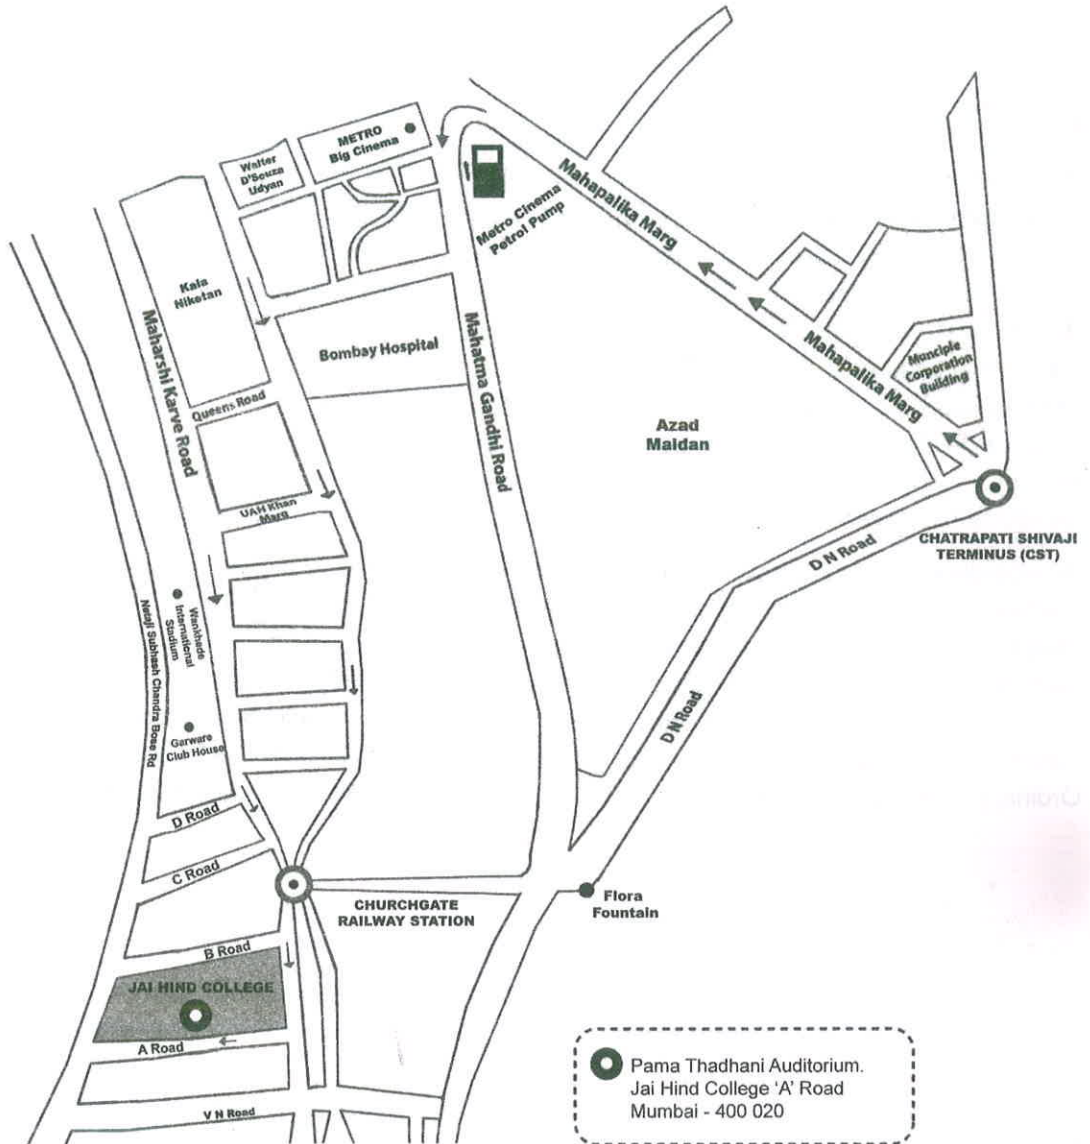 METRO
Big Cinema
Walter
D'Souza
Udyan
Metro Cinema
Petrol Pump
Mahapalika Marg
Kala
Niketan
Maharshi Karve Road
Bombay Hospital
Mahatma Gandhi Road
Mahapalika Marg
Munciple
Corporation
Building
Queens Road
Azad
Maidan
UAH Khan
Marg
CHATRAPATI SHIVAJI
TERMINUS (CST)
D N Road
Wankhede
International
Stadium
Netaji Subhash Chandra Bose Rd
D N Road
Garware
Club House
D Road
C Road
CHURCHGATE
RAILWAY STATION
Flora
Fountain
B Road
JAI HIND COLLEGE
A Road
V N Road
Pama Thadhani Auditorium.
Jai Hind College 'A' Road
Mumbai - 400 020